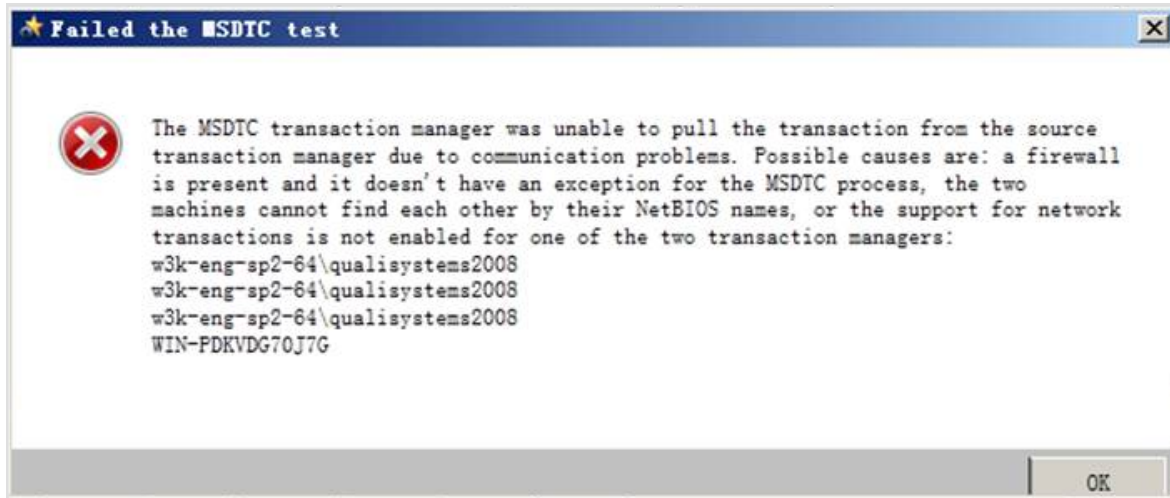 Failed the MSDTC test
The MSDTC transaction manager was unable to pull the transaction from the source
transaction manager due to communication problems. Possible causes are: a firewall
is present and it doesn't have an exception for the MSDTC process, the two
machines cannot find each other by their NetBIOS names, or the support for network
transactions is not enabled for one of the two transaction managers:
w3k-eng-sp2-64\qualisystems2008
w3k-eng-sp2-64\qualisystems2008
w3k-eng-sp2-64\qualisystems2008
WIN-PDKVDG70J7G
OK